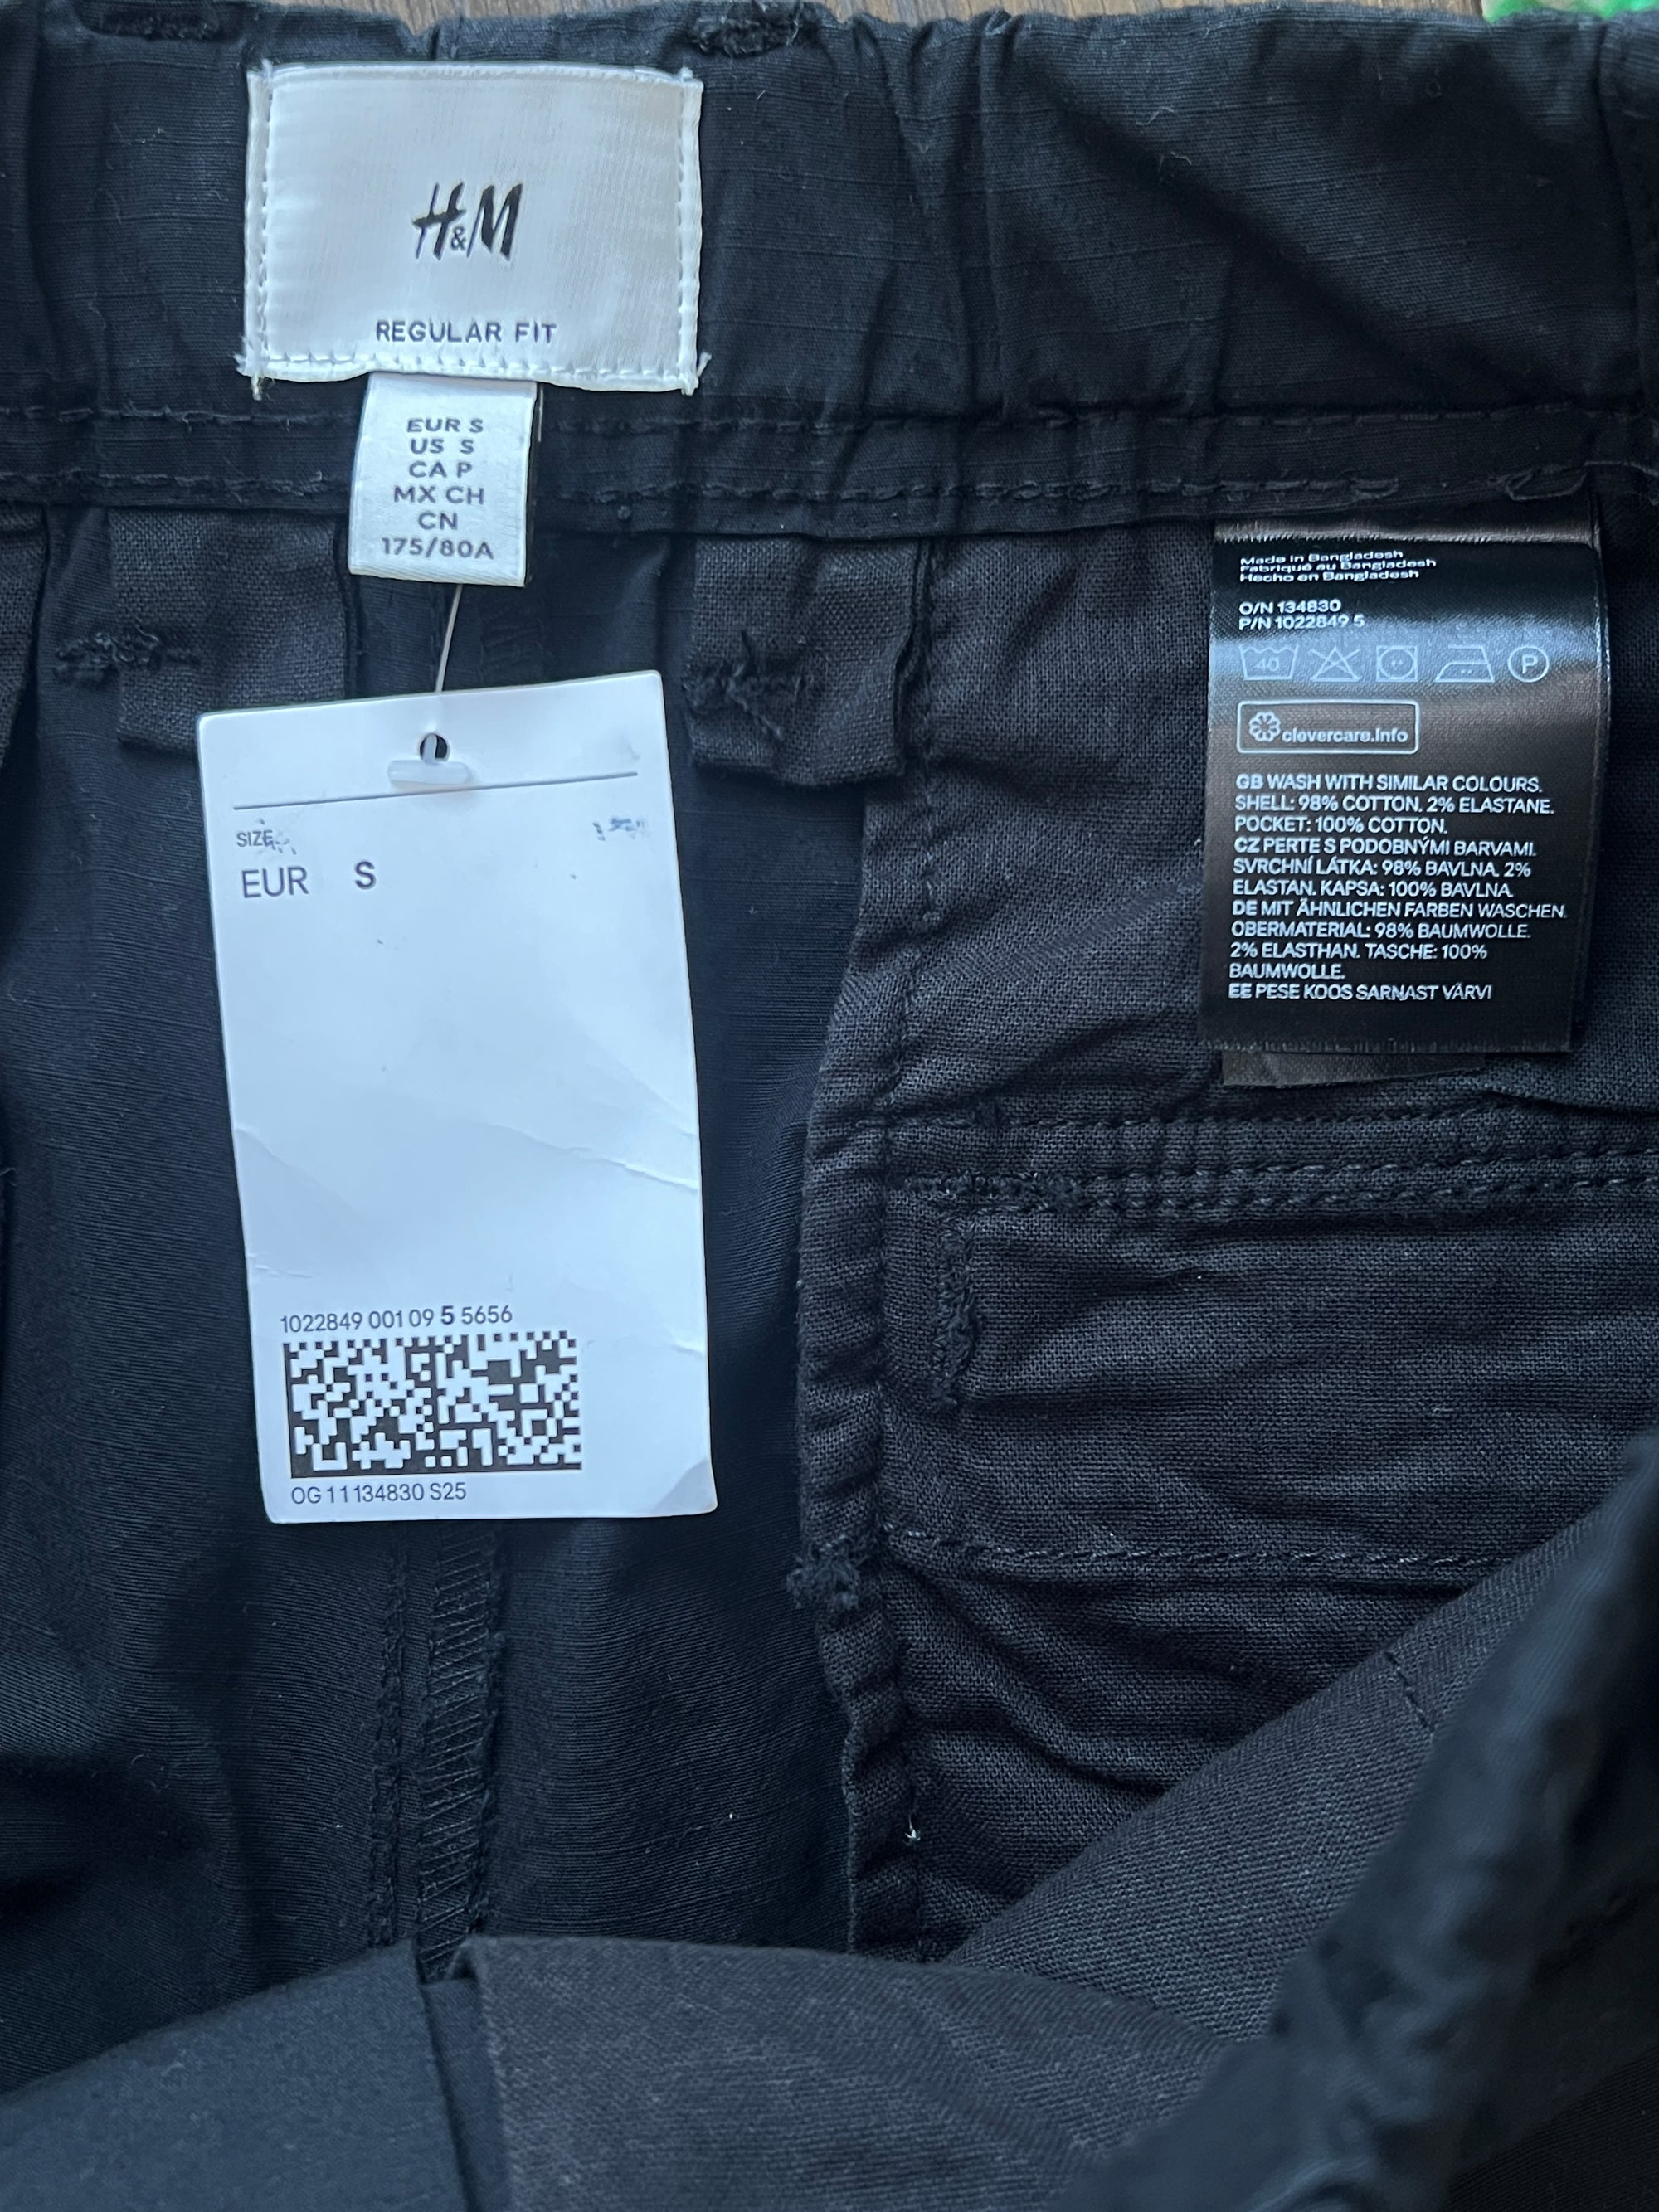 H&M
REGULAR FIT
EUR S
US S
CA P
MX CH
CN
175/80A
SIZE
EUR S
1022849 001 09 5 5656
OG 11134830 S25
Made in Bangladesh
Fabriqué au Bangladesh
Hecho en Bangladesh
O/N 134830
P/N 1022849 5
40
P
clevercare.info
GB WASH WITH SIMILAR COLOURS.
SHELL: 98% COTTON. 2% ELASTANE.
POCKET: 100% COTTON.
CZ PERTE S PODOBNÝMI BARVAMI.
SVRCHNÍ LÁTKA: 98% BAVLNA. 2%
ELASTAN. KAPSA: 100% BAVLNA.
DE MIT ÄHNLICHEN FARBEN WASCHEN.
OBERMATERIAL: 98% BAUMWOLLE.
2% ELASTHAN. TASCHE: 100%
BAUMWOLLE.
EE PESE KOOS SARNAST VÄRVI